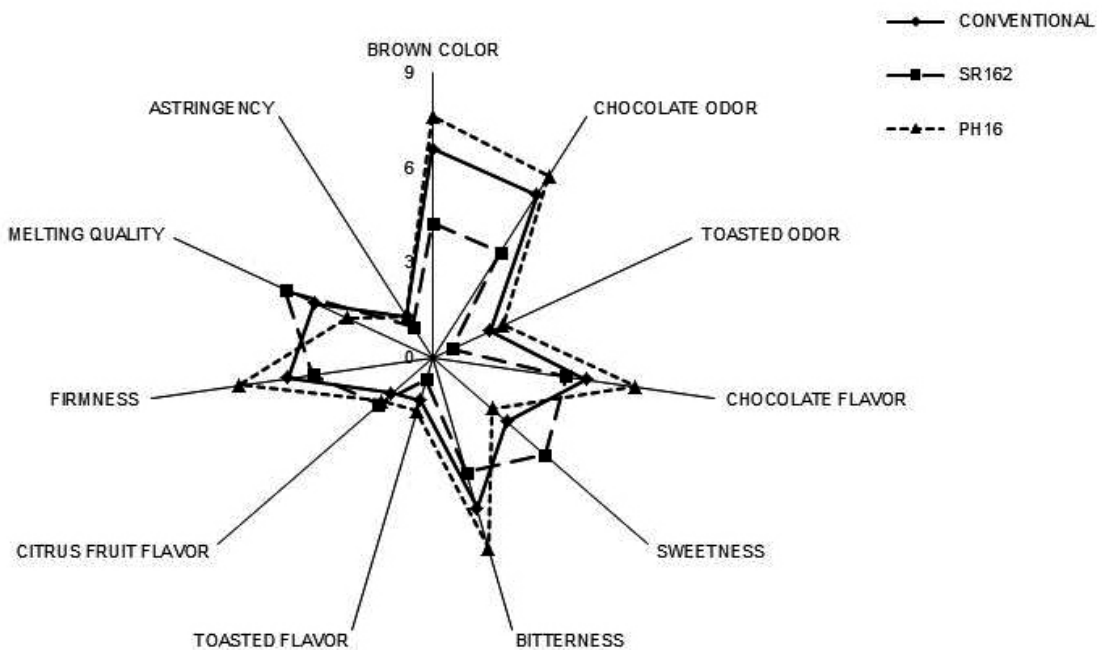 CONVENTIONAL
SR162
PH16
BROWN COLOR
9
6
3
0
CHOCOLATE ODOR
TOASTED ODOR
CHOCOLATE FLAVOR
SWEETNESS
BITTERNESS
TOASTED FLAVOR
CITRUS FRUIT FLAVOR
FIRMNESS
MELTING QUALITY
ASTRINGENCY